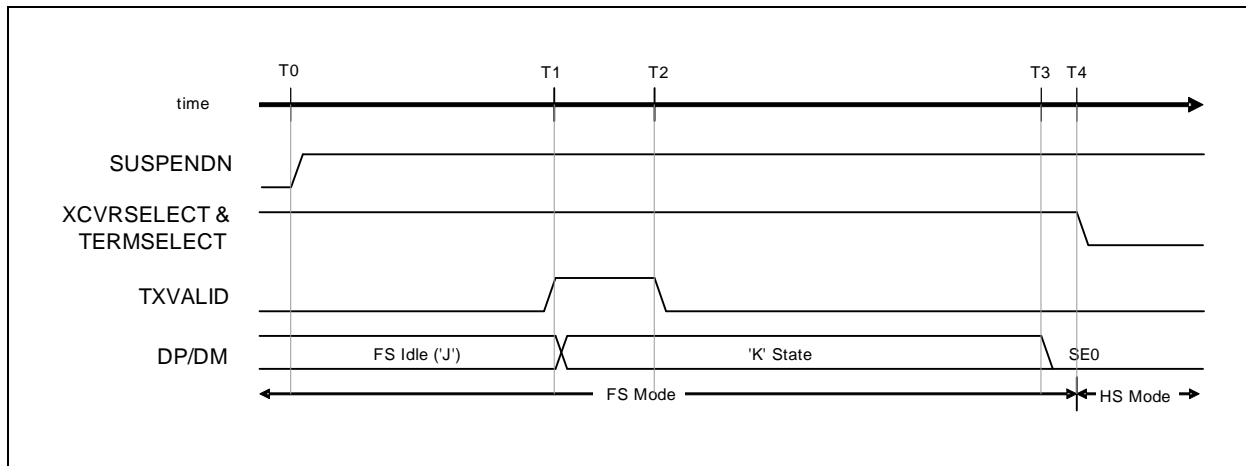 T0 T1 T2 T3 T4
time
SUSPENDN
XCVRSELECT &
TERMSELECT
TXVALID
DP/DM FS Idle ('J') 'K' State SE0
FS Mode HS Mode